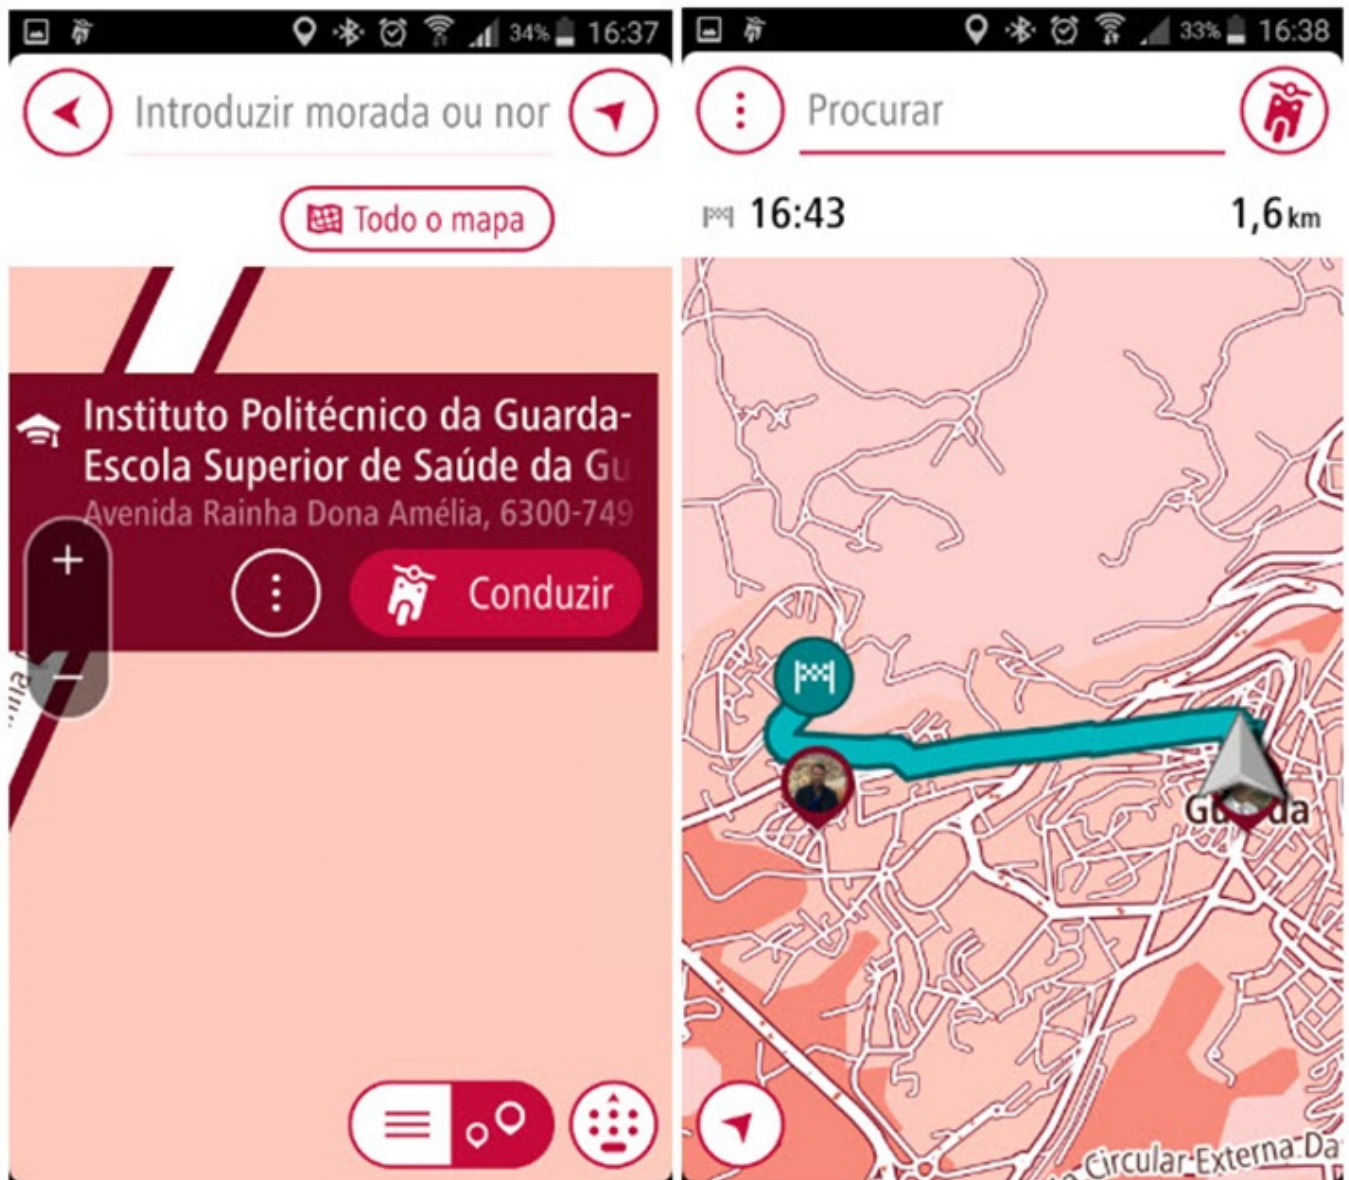 34% 16:37
Introduzir morada ou nor
Todo o mapa
Instituto Politécnico da Guarda-
Escola Superior de Saúde da Gu
Avenida Rainha Dona Amélia, 6300-749
+
Conduzir
−
33% 16:38
Procurar
16:43 1,6 km
Circular Externa Da